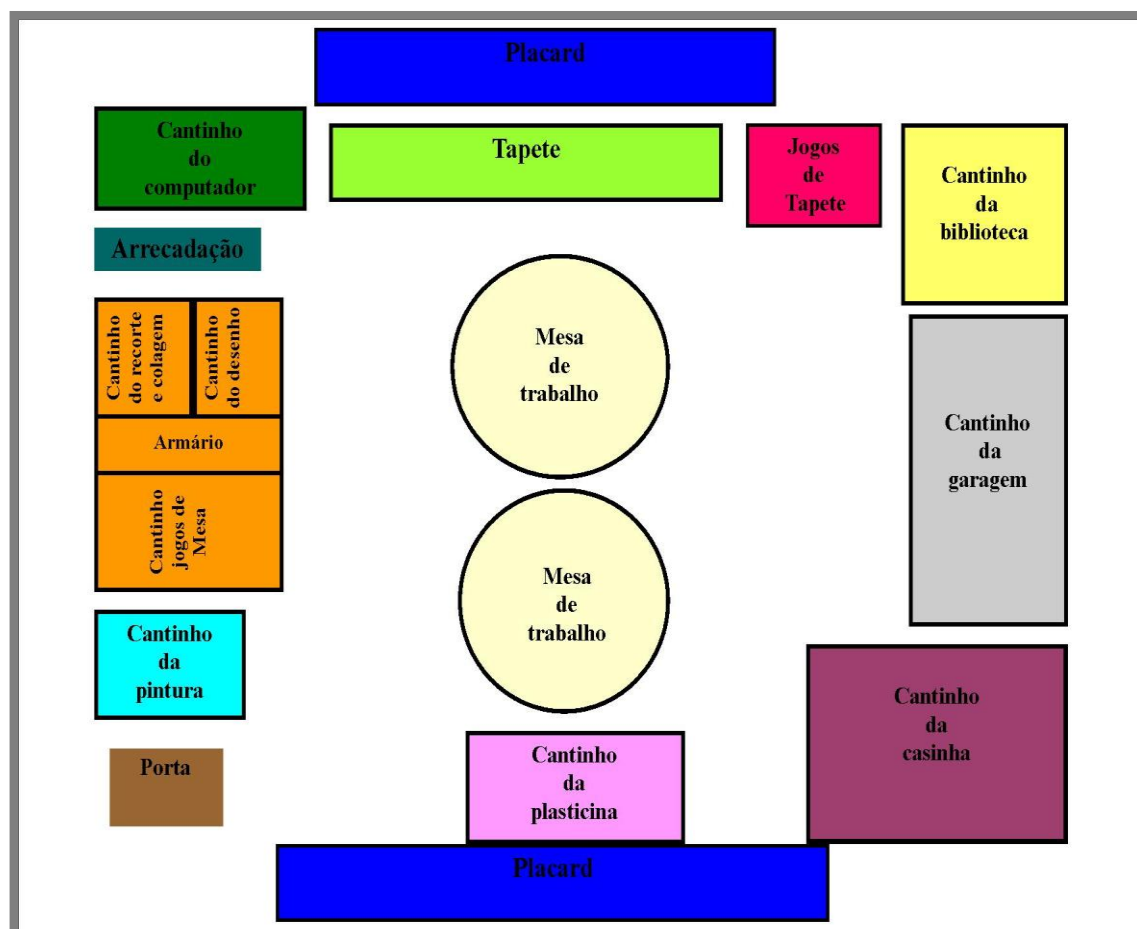 Placard
Cantinho
do
computador
Tapete
Jogos
de
Tapete
Cantinho
da
biblioteca
Arrecadação
Cantinho
do recorte
e colagem
Cantinho
do desenho
Mesa
de
trabalho
Cantinho
da
garagem
Armário
Cantinho
jogos de
Mesa
Mesa
de
trabalho
Cantinho
da
pintura
Cantinho
da
casinha
Porta
Cantinho
da
plasticina
Placard